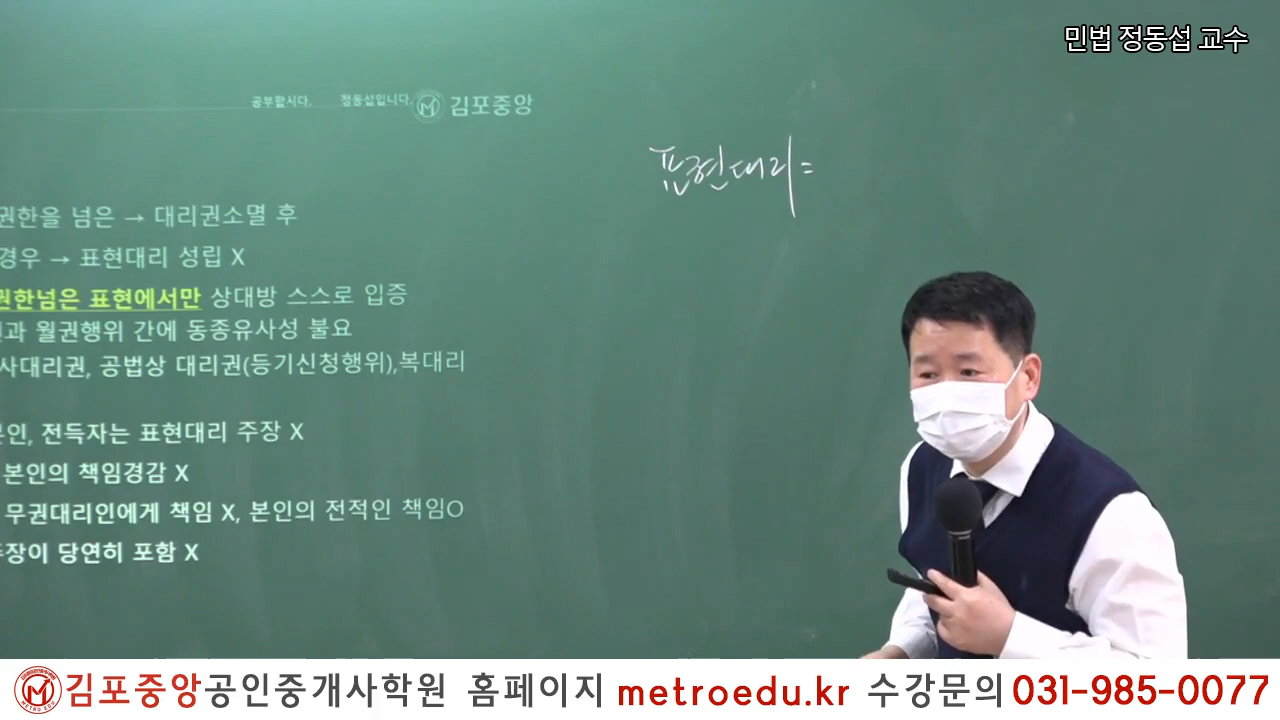 민법 정동섭 교수
공부합시다. 정동섭입니다. 김포중앙
표현대리=
권한을 넘은 → 대리권소멸 후
경우 → 표현대리 성립 X
권한넘은 표현에서만 상대방 스스로 입증
과 월권행위 간에 동종유사성 불요
사대리권, 공법상 대리권(등기신청행위),복대리
본인, 전득자는 표현대리 주장 X
본인의 책임경감 X
무권대리인에게 책임 X, 본인의 전적인 책임O
주장이 당연히 포함 X
METRO EDU 김포중앙공인중개사학원 홈페이지 metroedu.kr 수강문의 031-985-0077